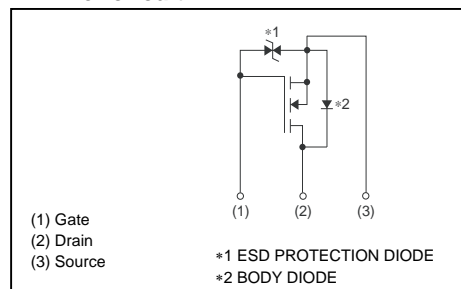 ∗1
∗2
(1) (2) (3)
(1) Gate
(2) Drain
(3) Source
∗1 ESD PROTECTION DIODE
∗2 BODY DIODE